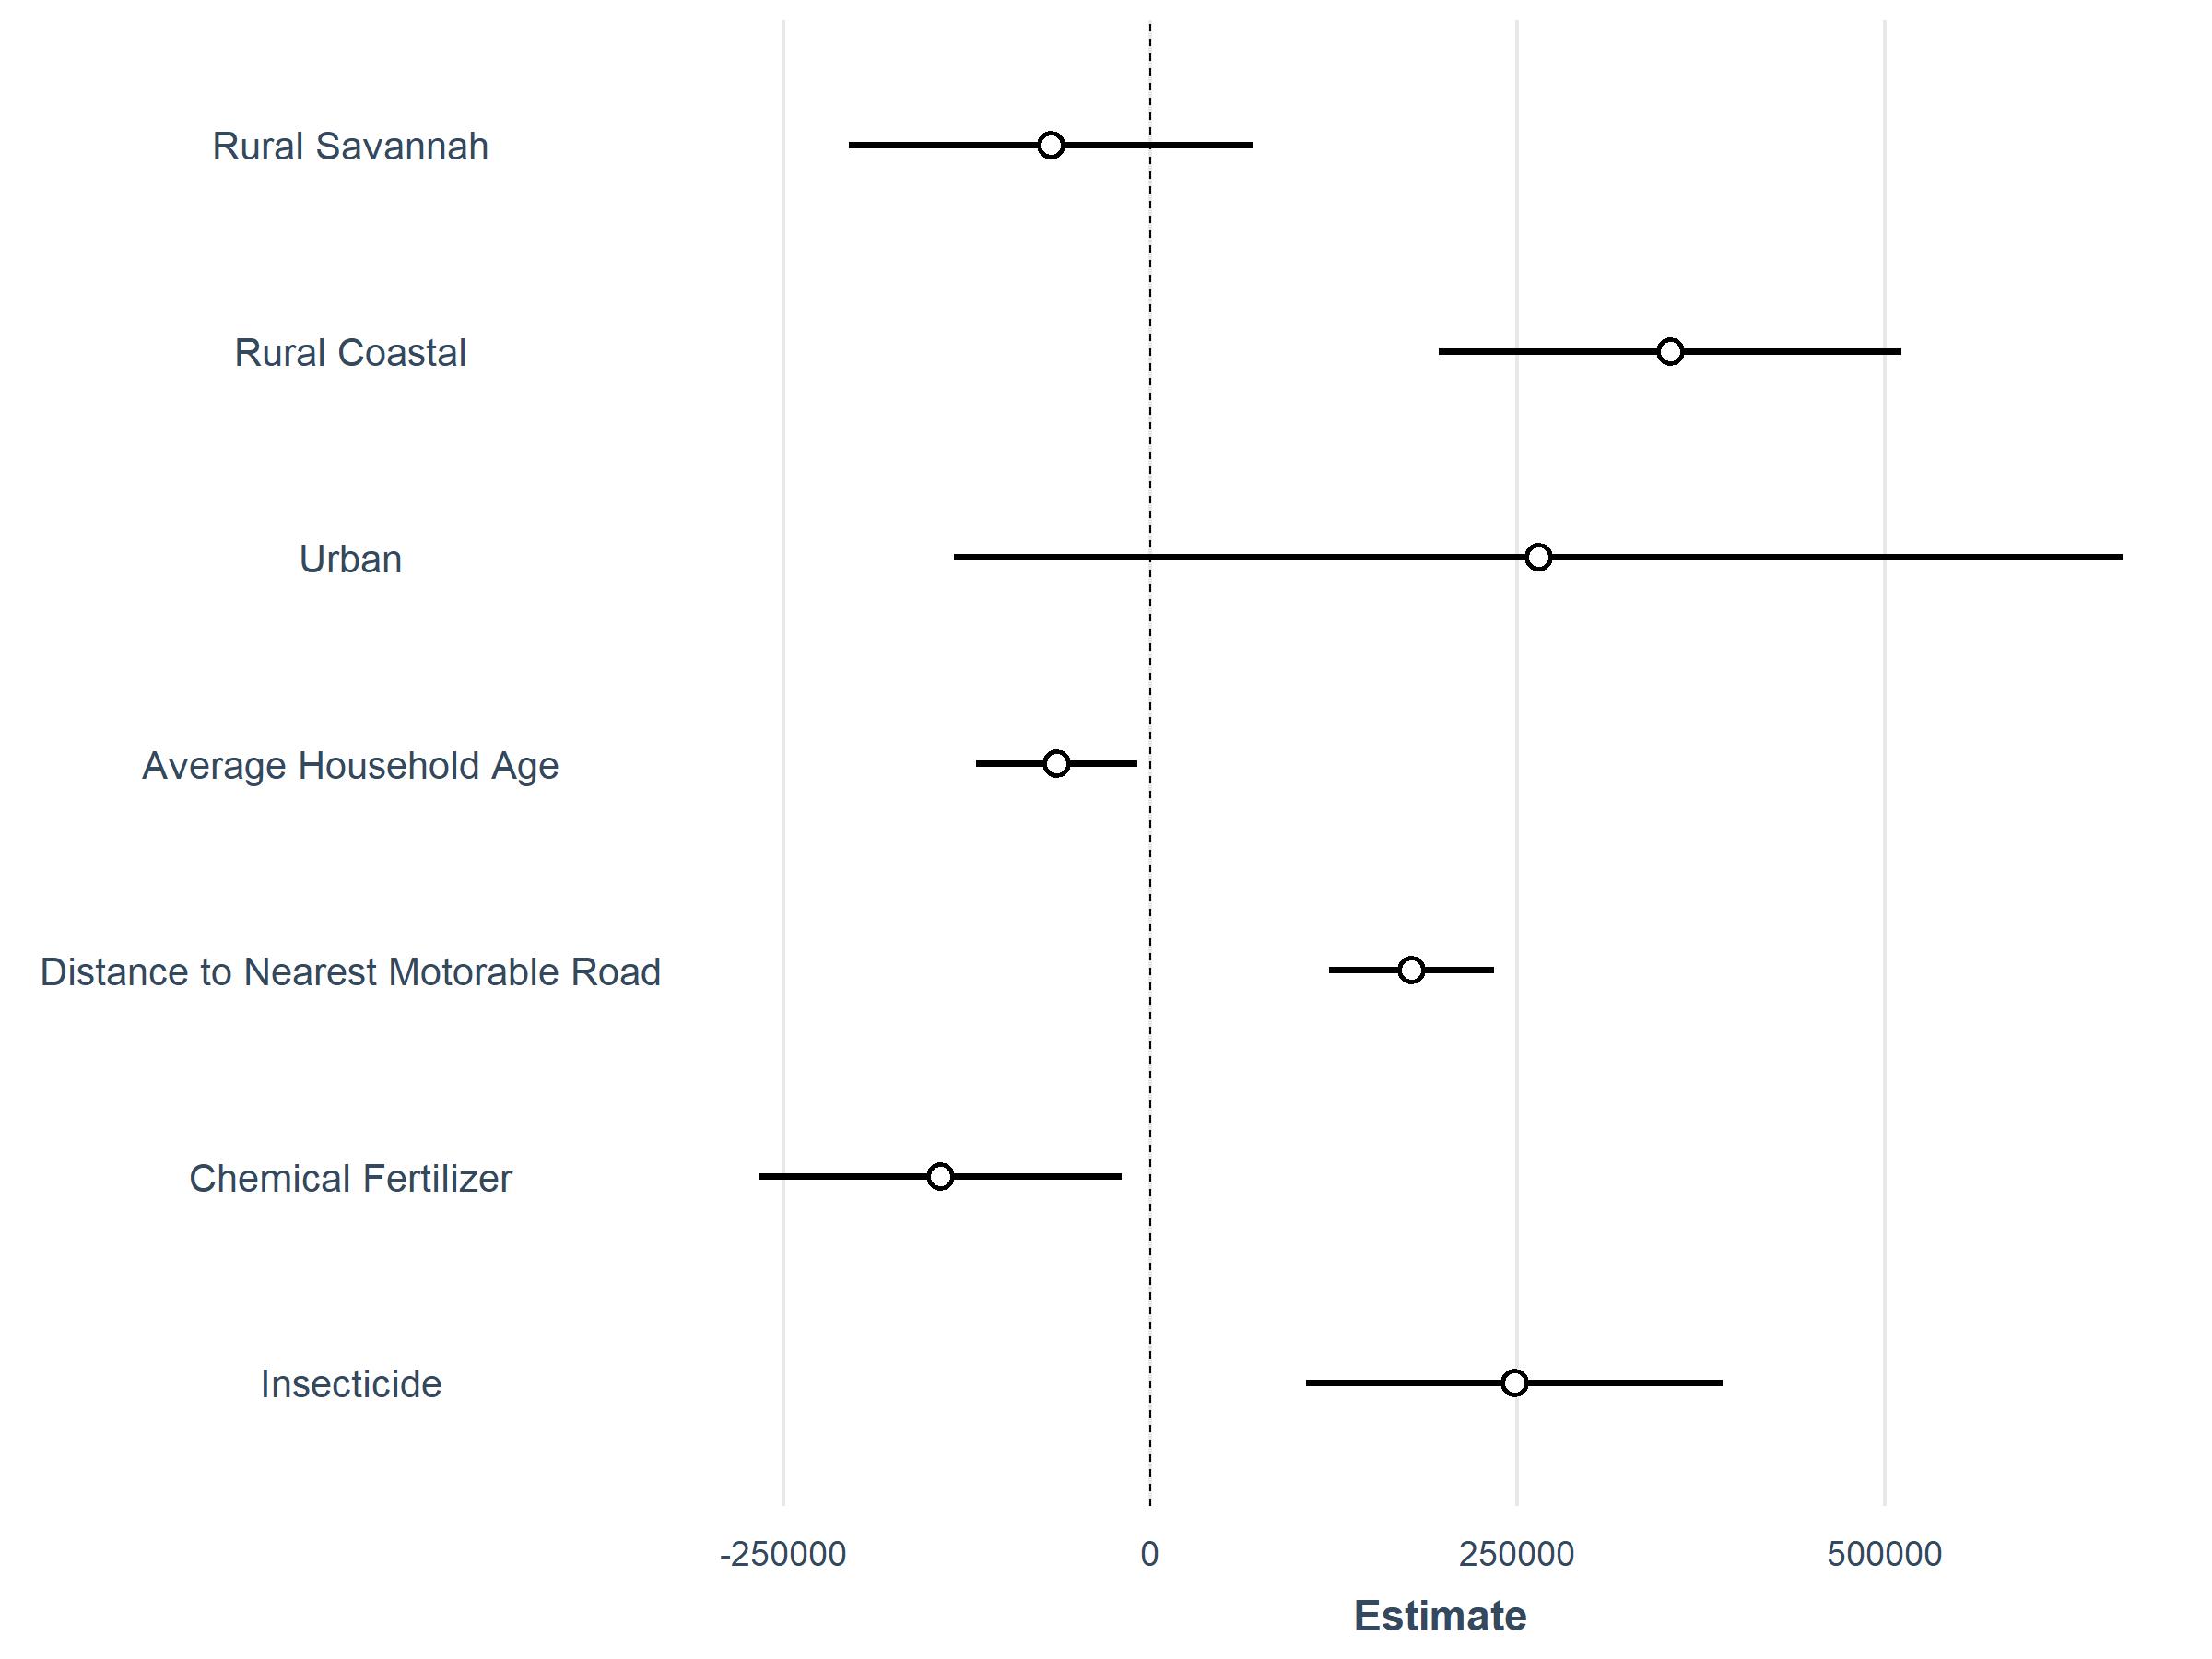 Rural Savannah
Rural Coastal
Urban
Average Household Age
Distance to Nearest Motorable Road
Chemical Fertilizer
Insecticide
-250000
0
250000
500000
Estimate